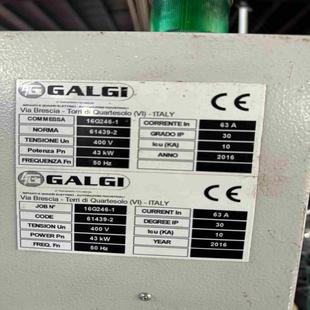 GALGi CE
Via Brescia - Torri di Quartesolo (VI) - ITALY
COMMESSA 16G246-1 CORRENTE In 63 A
NORMA 61439-2 GRADO IP 30
TENSIONE Un 400 V Icu (KA) 10
Potenza Pn 43 kW ANNO 2016
FREQUENZA Fn 50 Hz
GALGi CE
Via Brescia - Torri di Quartesolo (VI) - ITALY
JOB N° 16G246-1 CURRENT In 63 A
CODE 61439-2 DEGREE IP 30
TENSION Un 400 V Icu (KA) 10
POWER Pn 43 kW YEAR 2016
FREQ. Fn 50 Hz